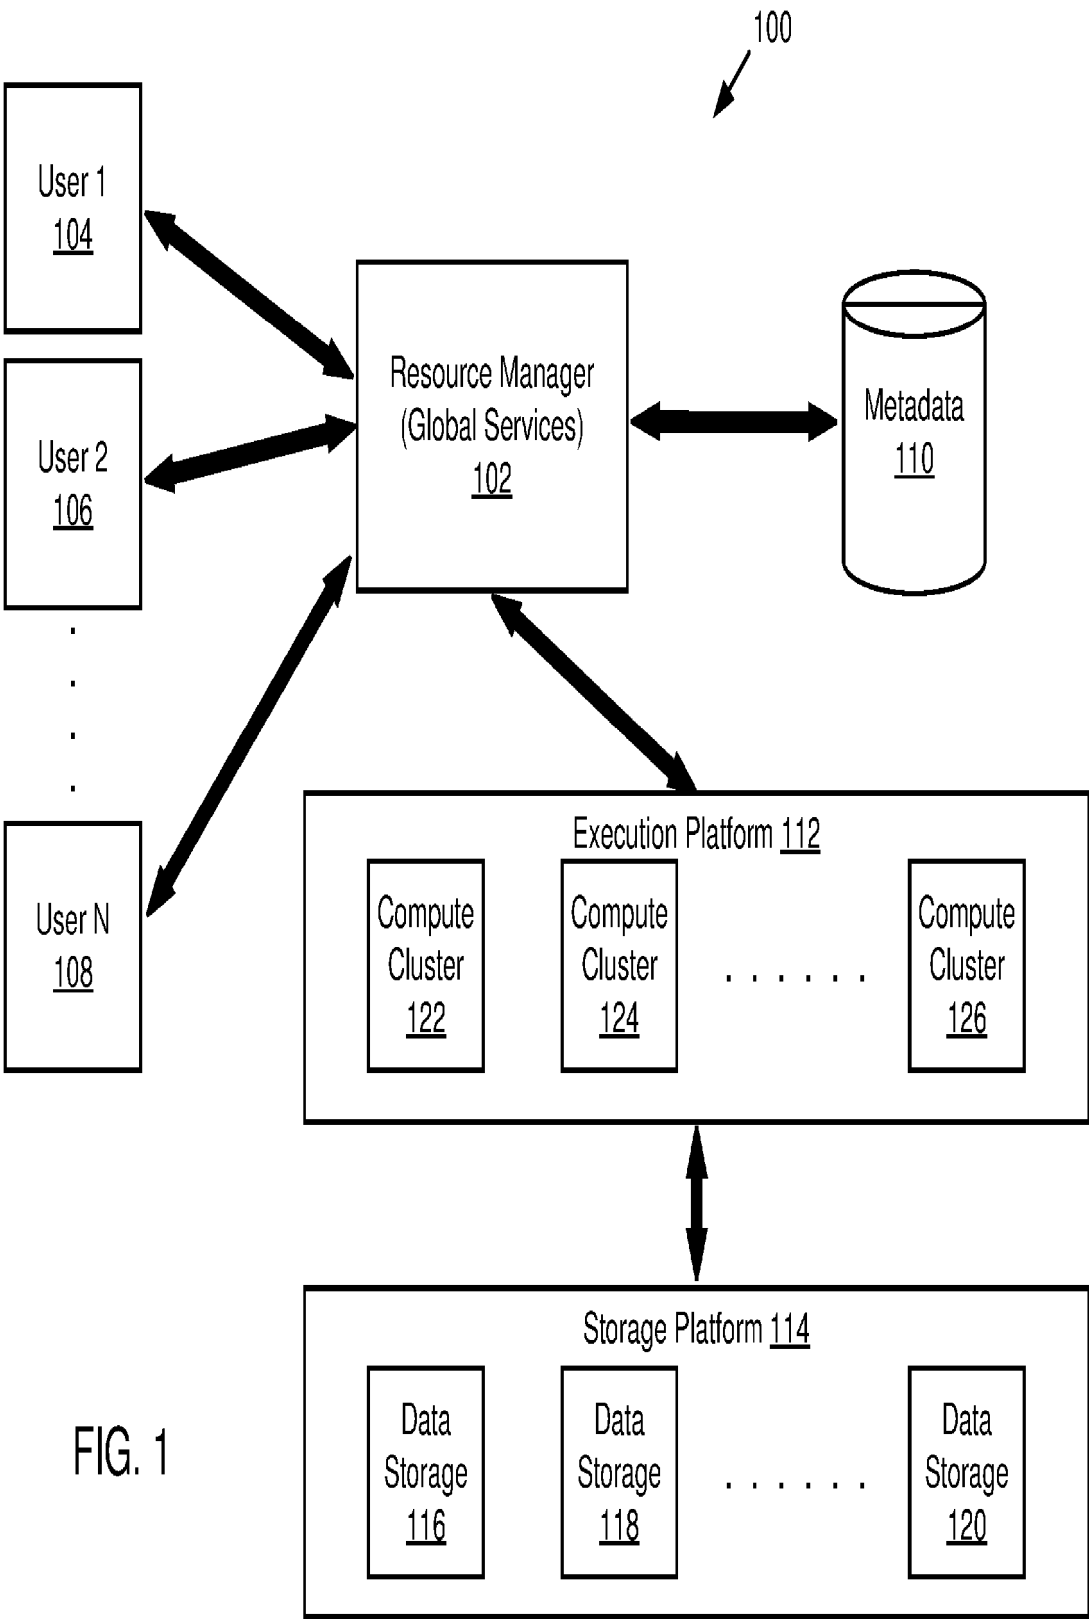 100
User 1
104
User 2
106
User N
108
Resource Manager
(Global Services)
102
Metadata
110
Execution Platform 112
Compute
Cluster
122
Compute
Cluster
124
Compute
Cluster
126
Storage Platform 114
Data
Storage
116
Data
Storage
118
Data
Storage
120
FIG. 1